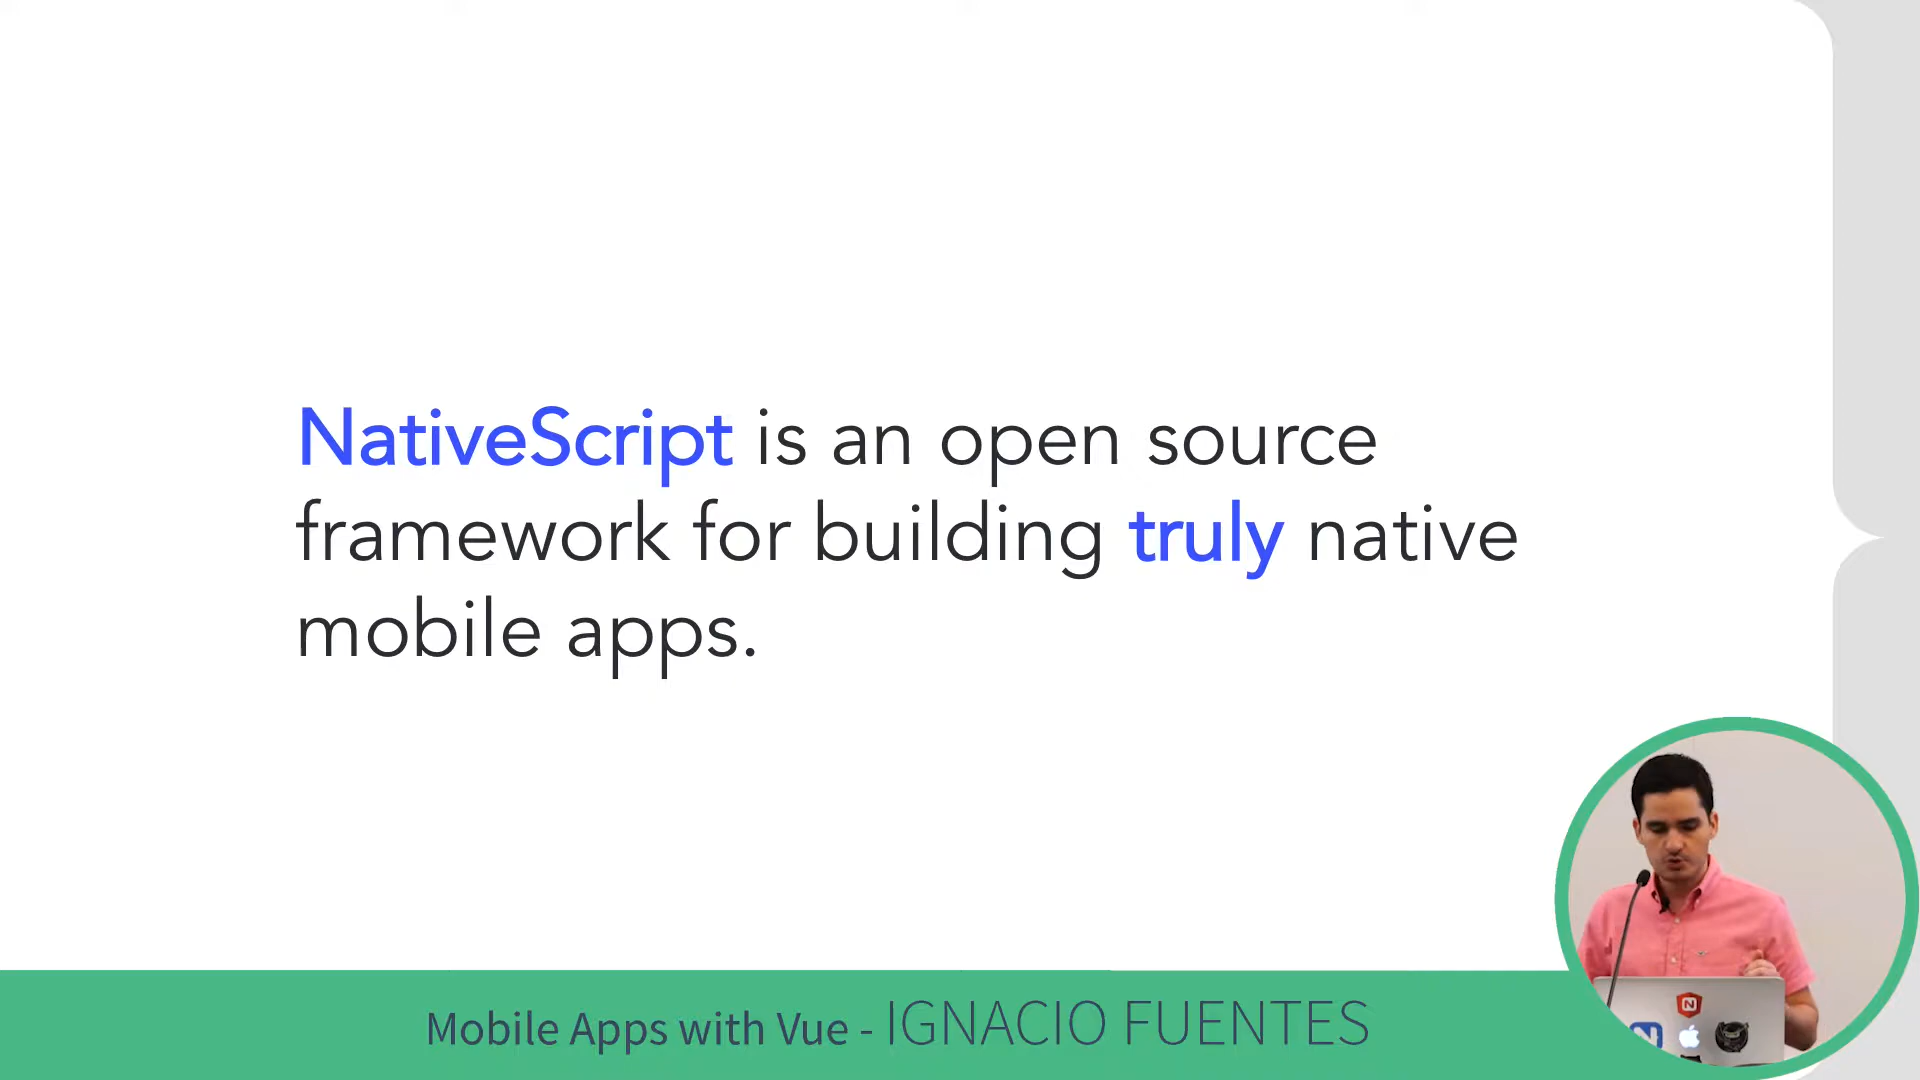 NativeScript is an open source
framework for building truly native
mobile apps.
Mobile Apps with Vue - IGNACIO FUENTES
N
N